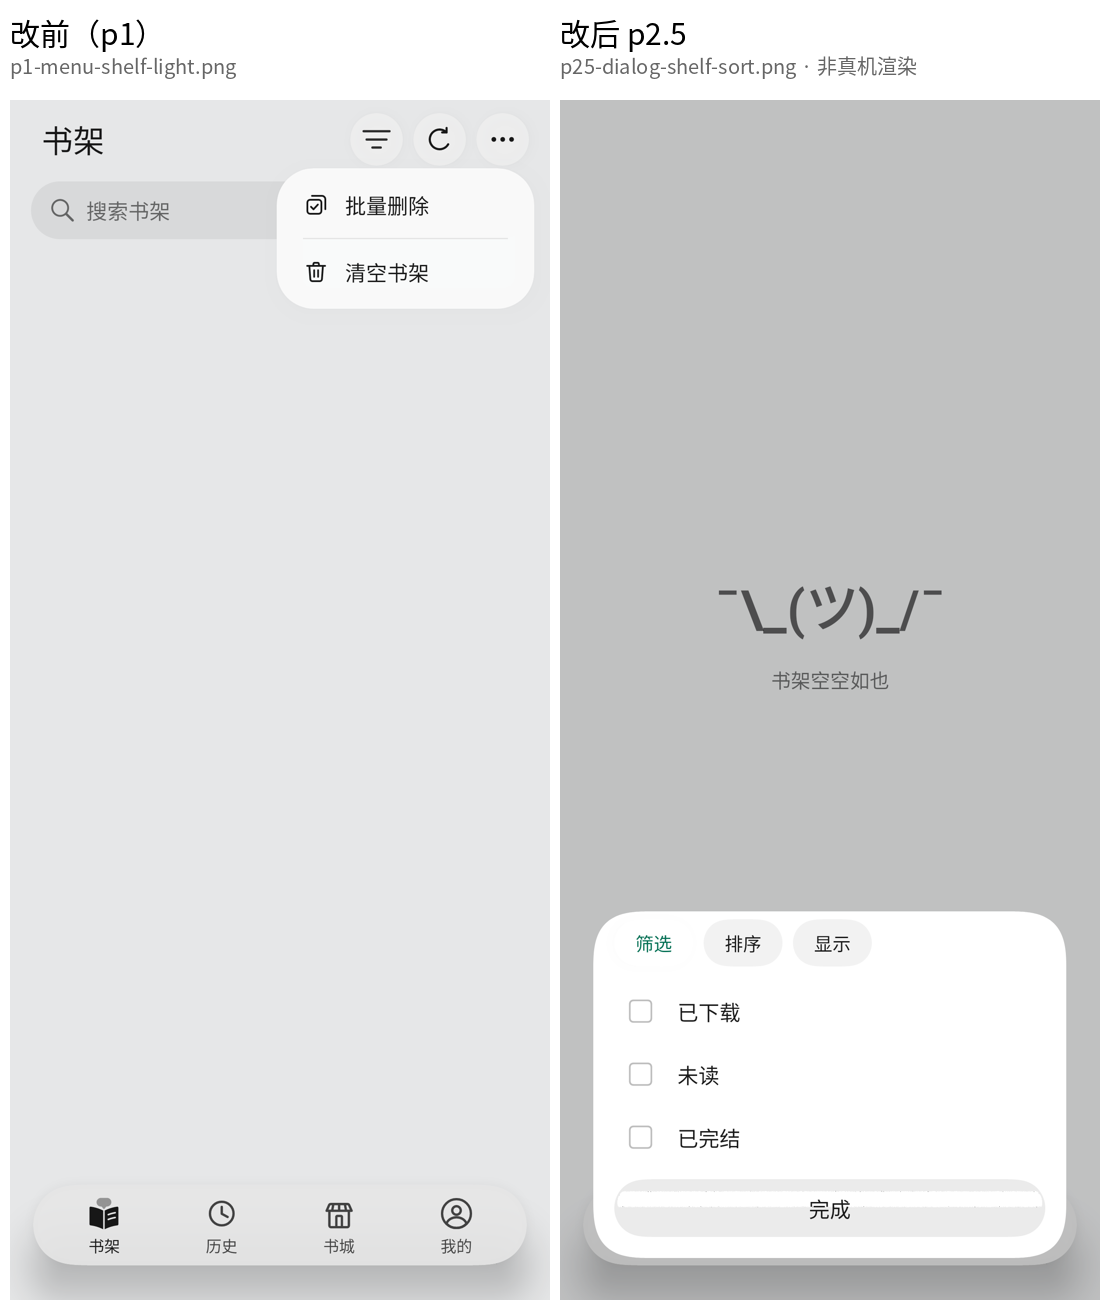 改前（p1）
p1-menu-shelf-light.png
书架
搜索书架
批量删除
清空书架
书架
历史
书城
我的
改后 p2.5
p25-dialog-shelf-sort.png · 非真机渲染
¯\_(ツ)_/¯
书架空空如也
筛选
排序
显示
已下载
未读
已完结
完成